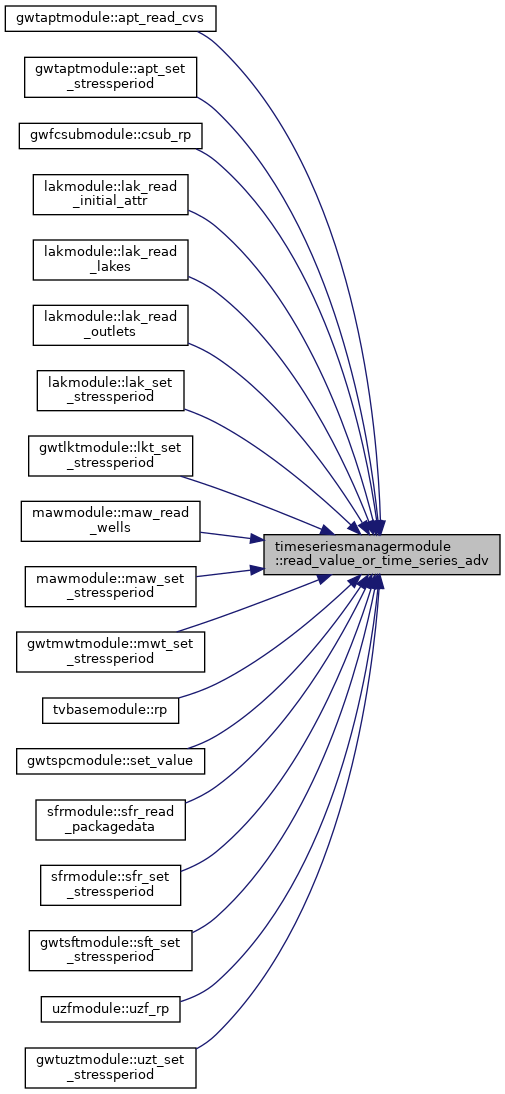 gwtaptmodule::apt_read_cvs
gwtaptmodule::apt_set
_stressperiod
gwfcsubmodule::csub_rp
lakmodule::lak_read
_initial_attr
lakmodule::lak_read
_lakes
lakmodule::lak_read
_outlets
lakmodule::lak_set
_stressperiod
gwtlktmodule::lkt_set
_stressperiod
mawmodule::maw_read
_wells
timeseriesmanagermodule
::read_value_or_time_series_adv
mawmodule::maw_set
_stressperiod
gwtmwtmodule::mwt_set
_stressperiod
tvbasemodule::rp
gwtspcmodule::set_value
sfrmodule::sfr_read
_packagedata
sfrmodule::sfr_set
_stressperiod
gwtsftmodule::sft_set
_stressperiod
uzfmodule::uzf_rp
gwtuztmodule::uzt_set
_stressperiod